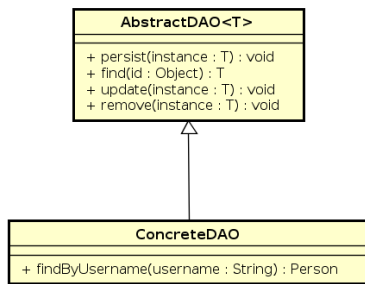 AbstractDAO<T>
+ persist(instance : T) : void
+ find(id : Object) : T
+ update(instance : T) : void
+ remove(instance : T) : void
ConcreteDAO
+ findByUsername(username : String) : Person